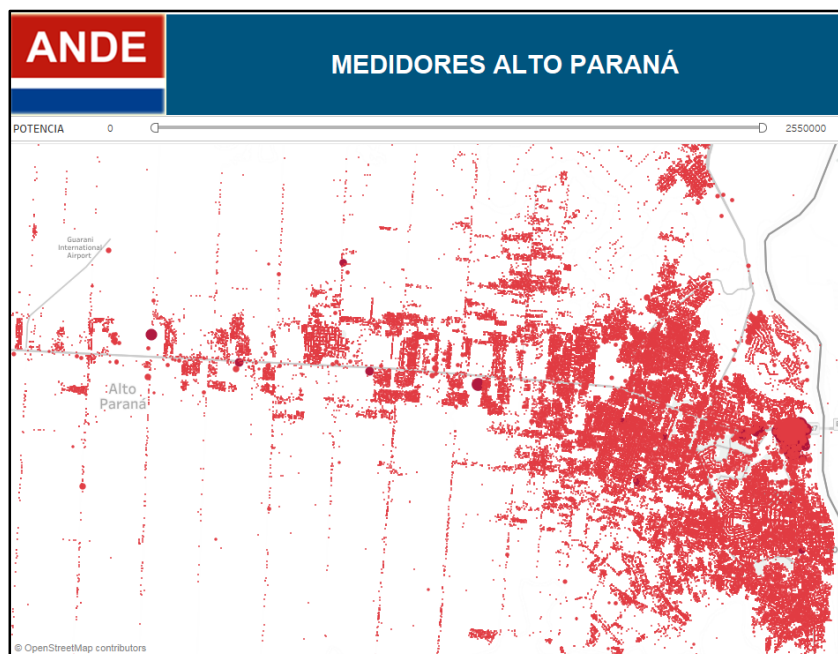 ANDE
MEDIDORES ALTO PARANÁ
POTENCIA 0 2550000
Guarani
International
Airport
Alto
Paraná
© OpenStreetMap contributors